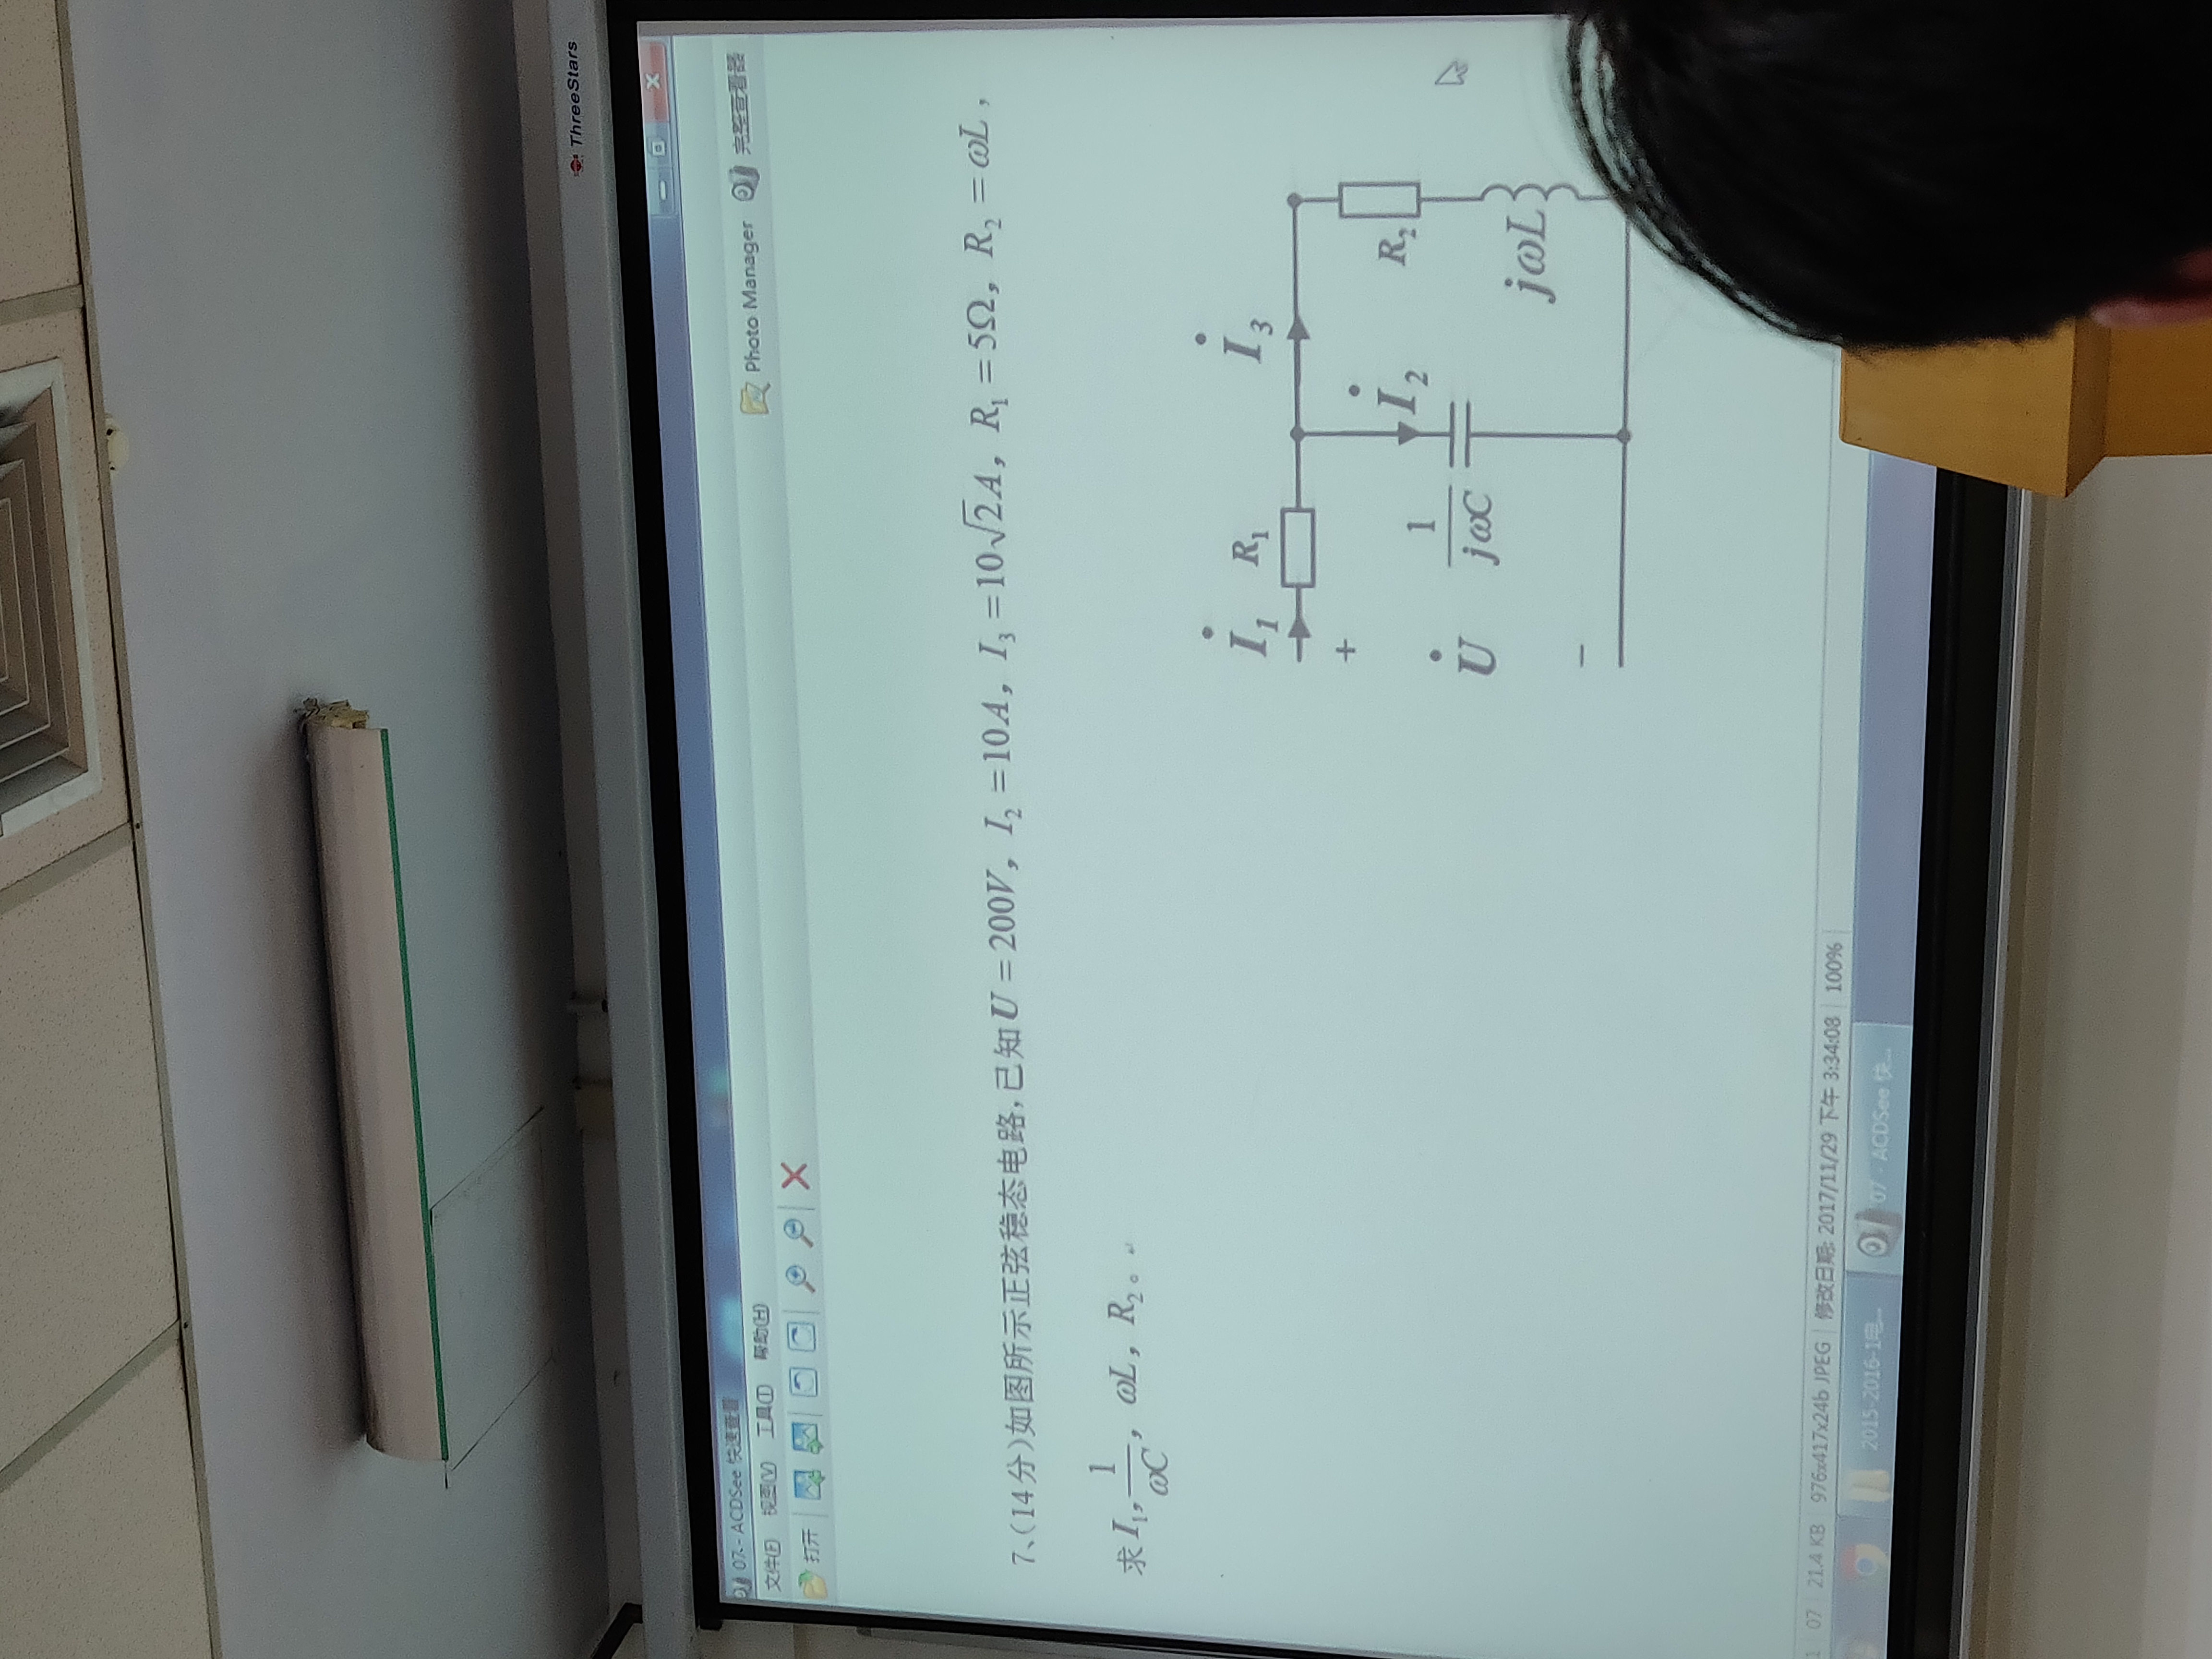 ThreeStars
07 - ACDSee 快速查看
文件(F) 视图(V) 工具(T) 帮助(H)
Photo Manager 完整查看器
打开
7、(14分)如图所示正弦稳态电路,已知 U = 200V, I₂ = 10A, I₃ = 10√2A, R₁ = 5Ω, R₂ = ωL,
求 I₁, 1/ωC, ωL, R₂。
İ₁ R₁ İ₃
+
İ₂
R₂
U̇
1/jωC
jωL
−
07 21.4 KB 976x417x24b JPEG 修改日期: 2017/11/29 下午 3:34:08 100%
2015-2016-1电... 07 - ACDSee 快...